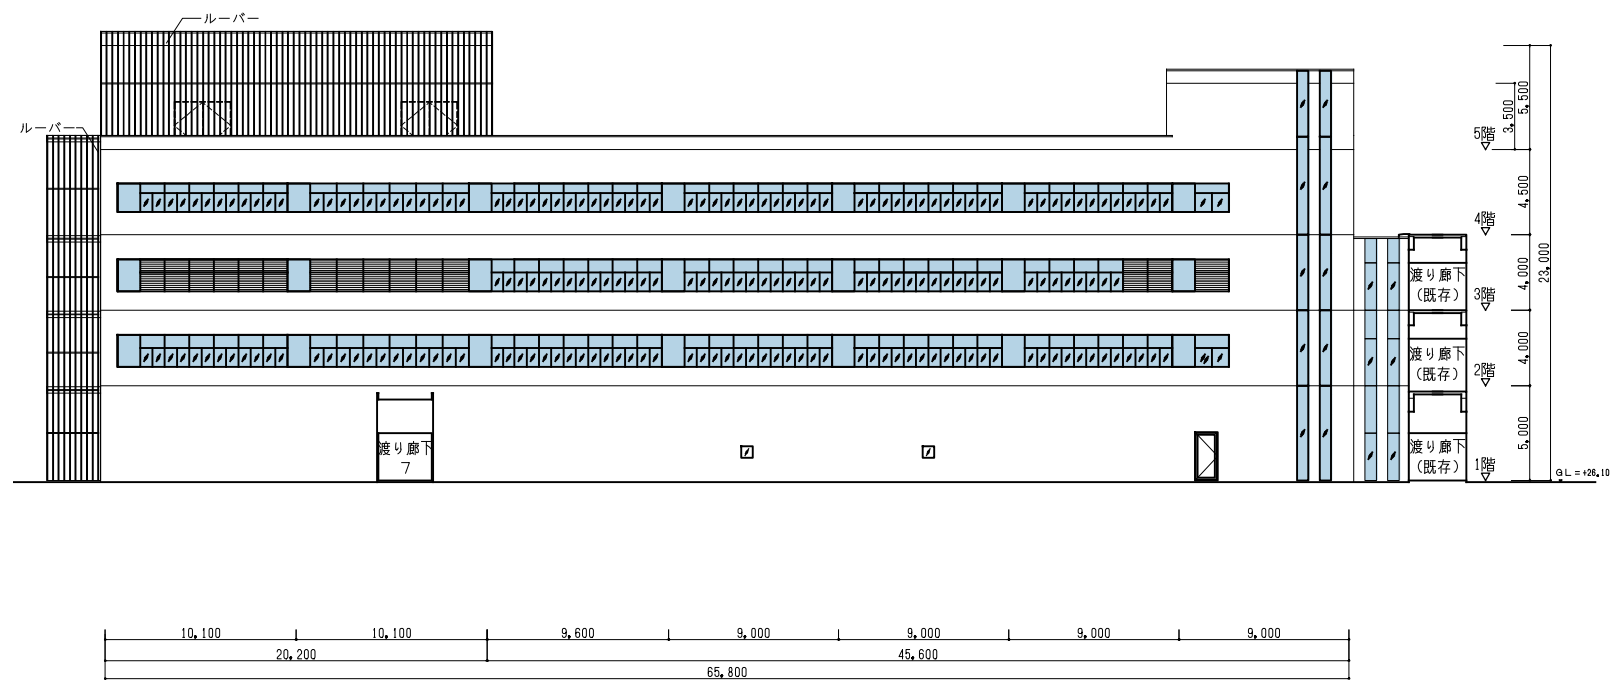 ルーバー
ルーバー
5階
3,500
5,500
4階
4,500
23,000
渡り廊下
(既存)
3階
4,000
渡り廊下
(既存)
2階
4,000
渡り廊下
7
渡り廊下
(既存)
1階
5,000
GL=+26.10
10,100
10,100
9,600
9,000
9,000
9,000
9,000
20,200
45,600
65,800